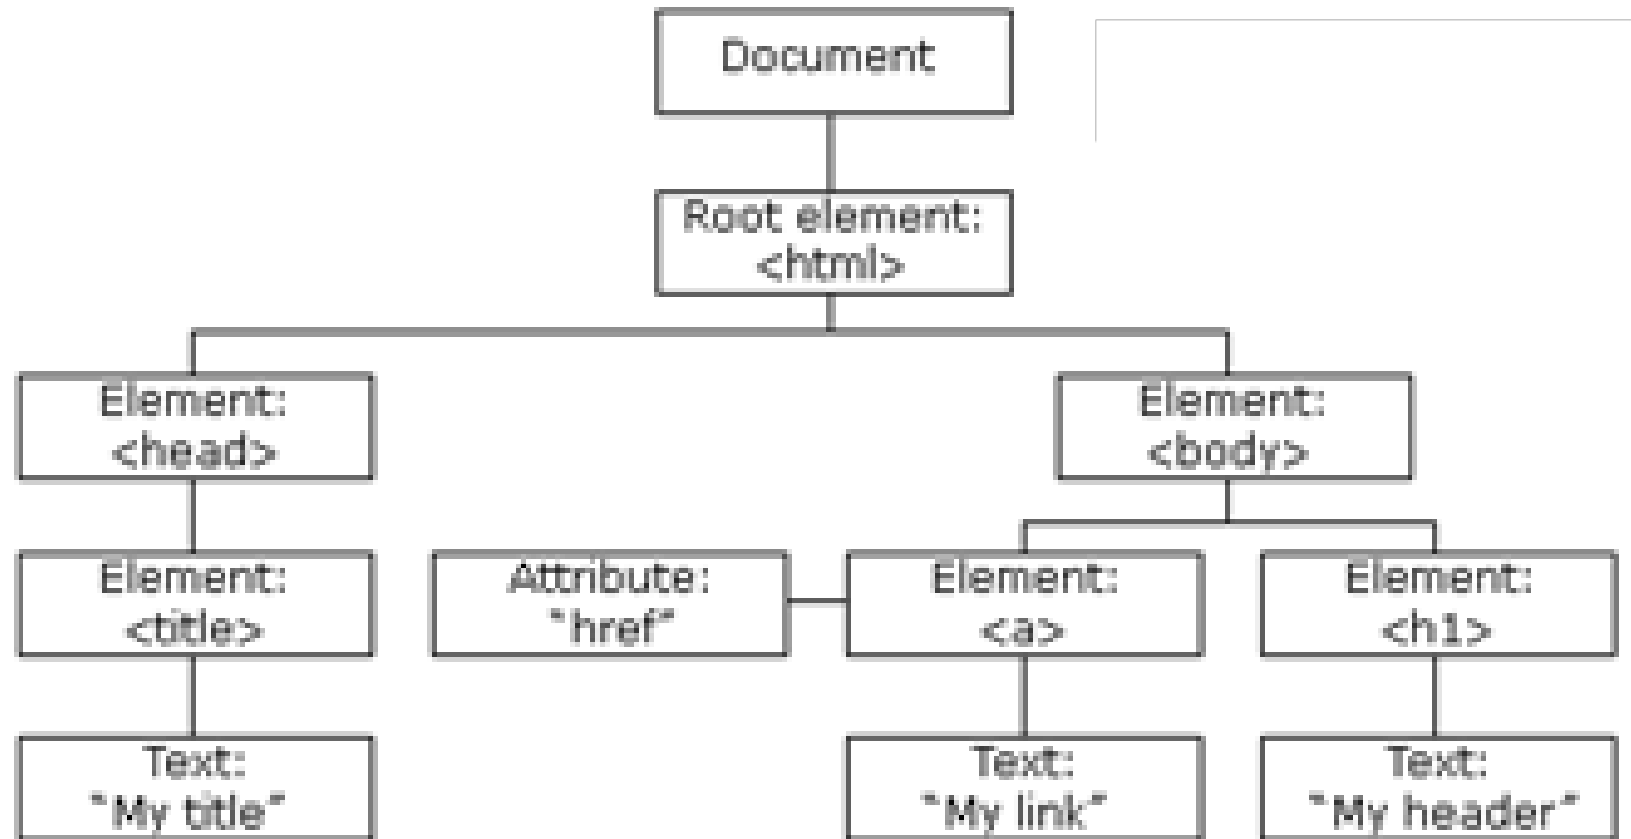 Document
Root element:
<html>
Element:
<head>
Element:
<body>
Element:
<title>
Attribute:
"href"
Element:
<a>
Element:
<h1>
Text:
"My title"
Text:
"My link"
Text:
"My header"